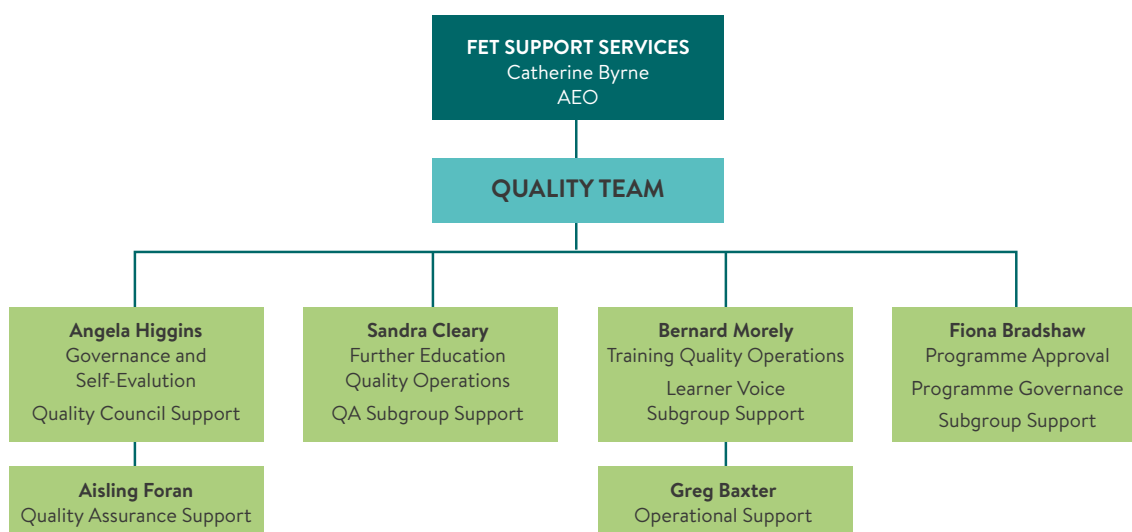 FET SUPPORT SERVICES
Catherine Byrne
AEO
QUALITY TEAM
Angela Higgins
Governance and
Self-Evalution
Quality Council Support
Sandra Cleary
Further Education
Quality Operations
QA Subgroup Support
Bernard Morely
Training Quality Operations
Learner Voice
Subgroup Support
Fiona Bradshaw
Programme Approval
Programme Governance
Subgroup Support
Aisling Foran
Quality Assurance Support
Greg Baxter
Operational Support